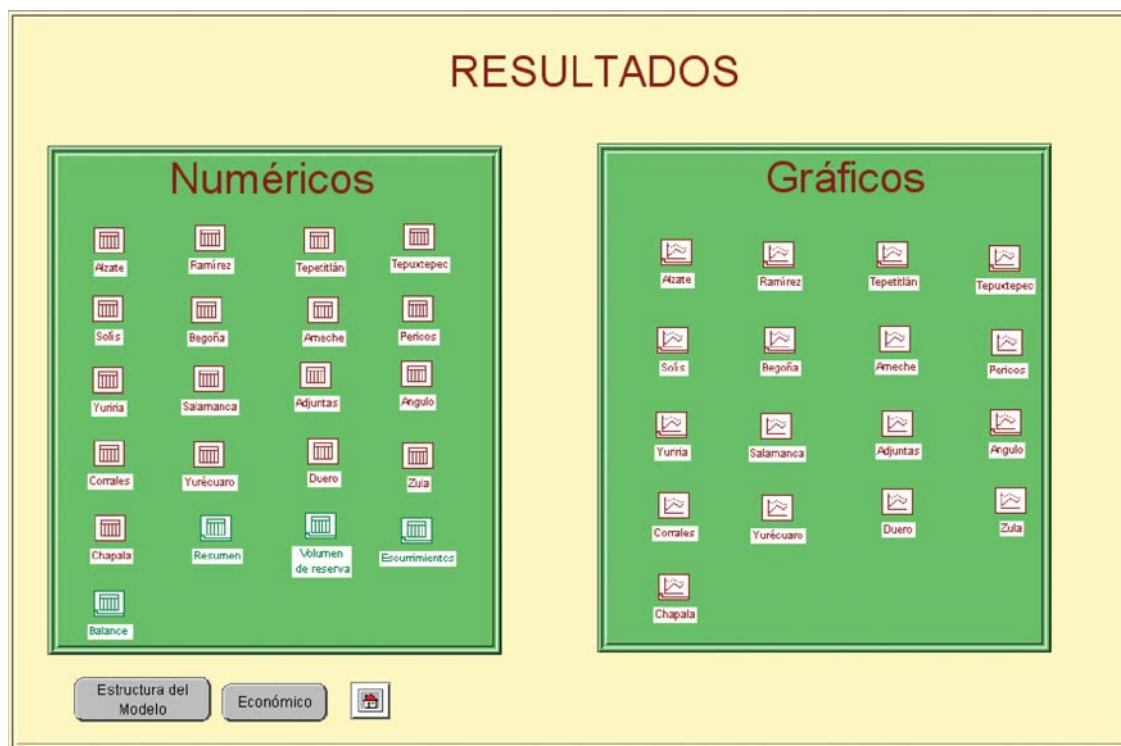 RESULTADOS
Numéricos
Alzate
Ramírez
Tepetitlán
Tepuxtepec
Solís
Begoña
Ameche
Pericos
Yuriria
Salamanca
Adjuntas
Angulo
Corrales
Yurécuaro
Duero
Zula
Chapala
Resumen
Volumen
de reserva
Escurrimientos
Balance
Gráficos
Alzate
Ramírez
Tepetitlán
Tepuxtepec
Solís
Begoña
Ameche
Pericos
Yurria
Salamanca
Adjuntas
Angulo
Corrales
Yurécuaro
Duero
Zula
Chapala
Estructura del
Modelo
Económico